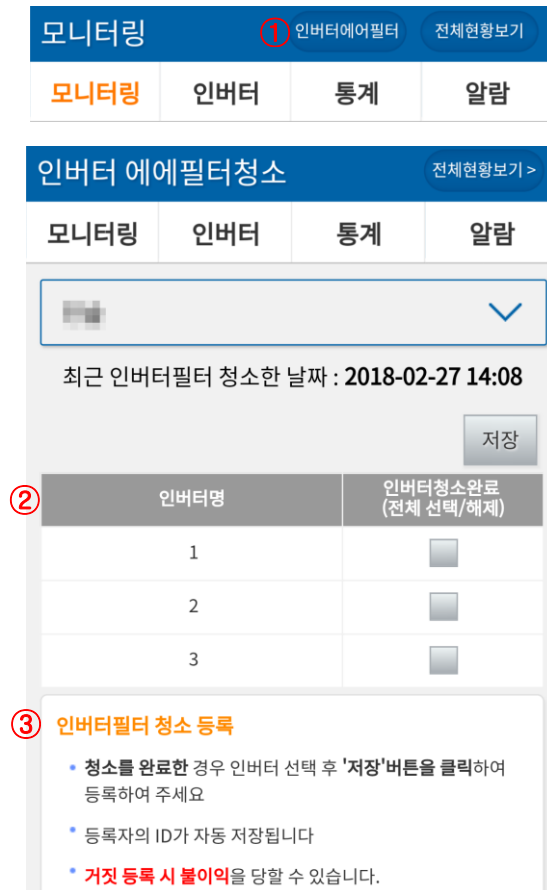 모니터링 ① 인버터에어필터 전체현황보기
모니터링 인버터 통계 알람
인버터 에에필터청소 전체현황보기 >
모니터링 인버터 통계 알람
최근 인버터필터 청소한 날짜 : 2018-02-27 14:08
저장
② 인버터명 인버터청소완료
(전체 선택/해제)
1
2
3
③ 인버터필터 청소 등록
• 청소를 완료한 경우 인버터 선택 후 '저장'버튼을 클릭하여
등록하여 주세요
• 등록자의 ID가 자동 저장됩니다
• 거짓 등록 시 불이익을 당할 수 있습니다.